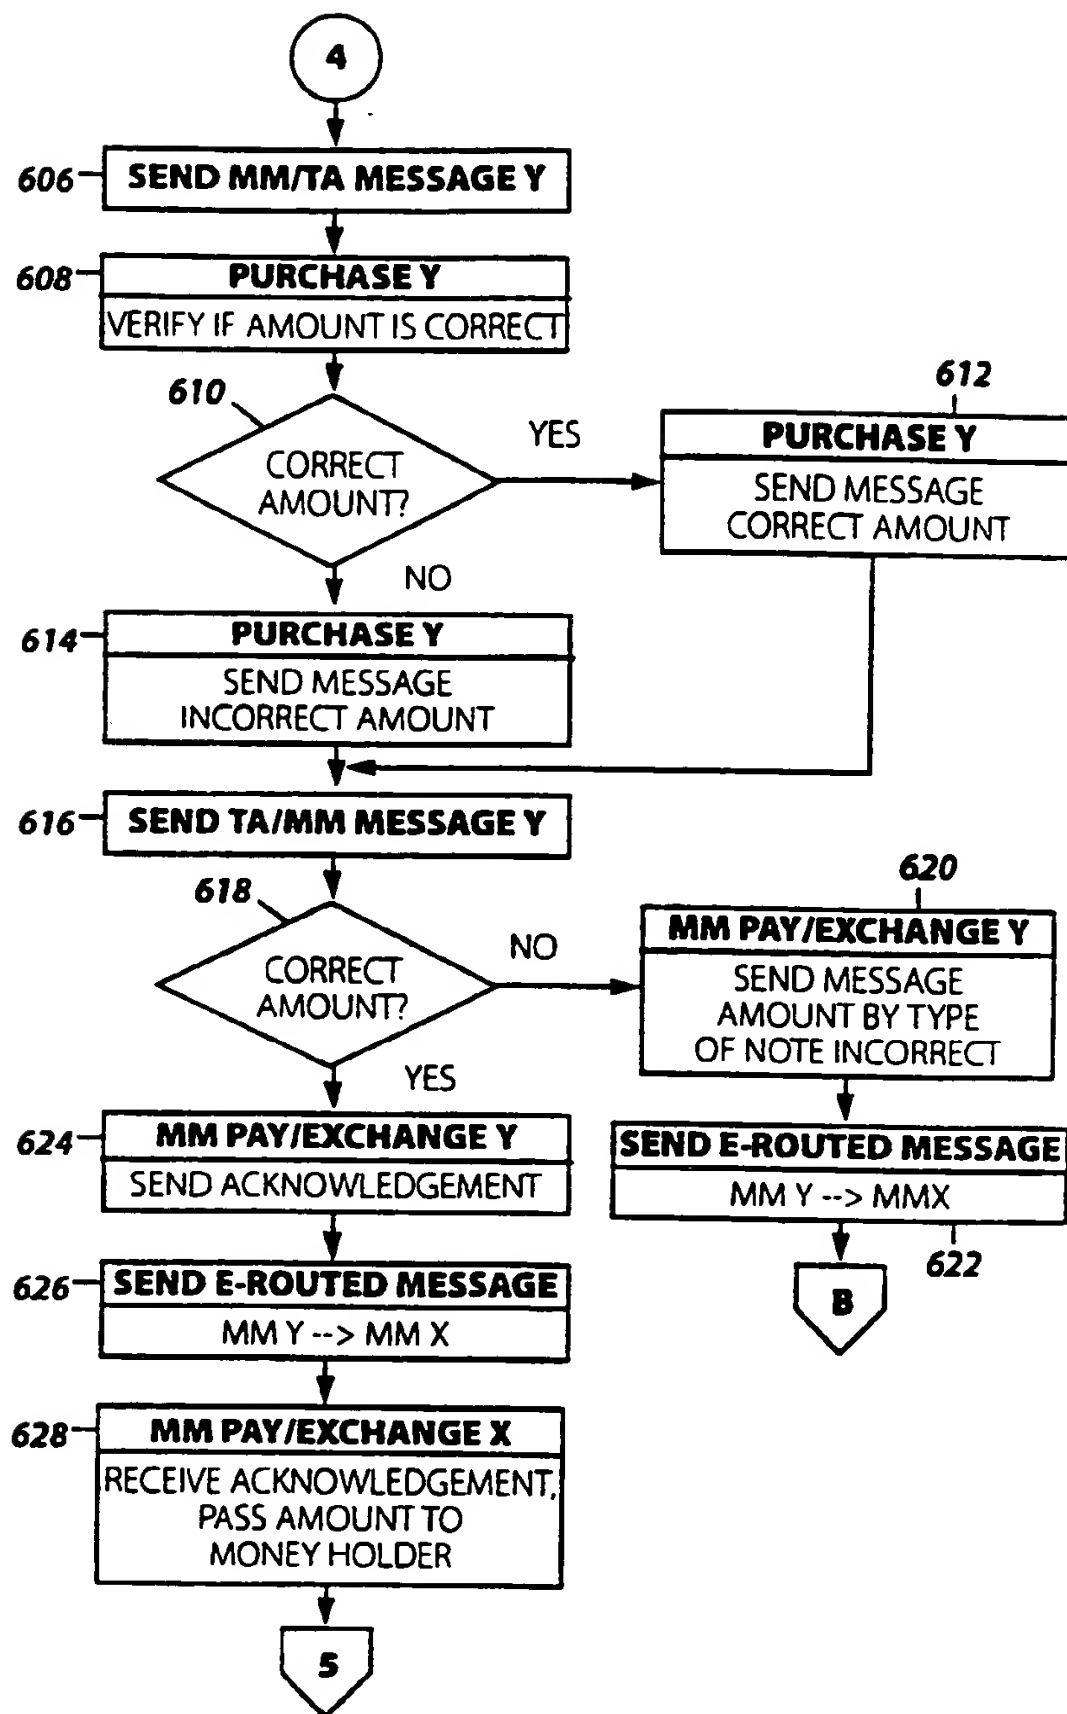 4
606
SEND MM/TA MESSAGE Y
608
PURCHASE Y
VERIFY IF AMOUNT IS CORRECT
610
CORRECT
AMOUNT?
YES
NO
612
PURCHASE Y
SEND MESSAGE
CORRECT AMOUNT
614
PURCHASE Y
SEND MESSAGE
INCORRECT AMOUNT
616
SEND TA/MM MESSAGE Y
618
CORRECT
AMOUNT?
NO
YES
620
MM PAY/EXCHANGE Y
SEND MESSAGE
AMOUNT BY TYPE
OF NOTE INCORRECT
SEND E-ROUTED MESSAGE
MM Y --> MMX
622
B
624
MM PAY/EXCHANGE Y
SEND ACKNOWLEDGEMENT
626
SEND E-ROUTED MESSAGE
MM Y --> MM X
628
MM PAY/EXCHANGE X
RECEIVE ACKNOWLEDGEMENT,
PASS AMOUNT TO
MONEY HOLDER
5